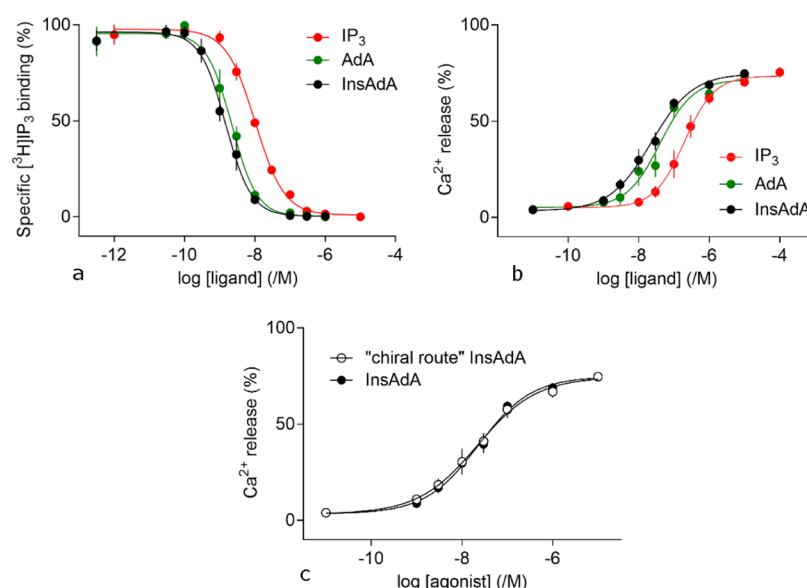 Specific [³H]IP₃ binding (%)
100
50
0
IP₃
AdA
InsAdA
-12 -10 -8 -6 -4
log [ligand] (/M)
a
Ca²⁺ release (%)
100
50
0
IP₃
AdA
InsAdA
-10 -8 -6 -4
log [ligand] (/M)
b
Ca²⁺ release (%)
100
50
0
"chiral route" InsAdA
InsAdA
-10 -8 -6
log [agonist] (/M)
c